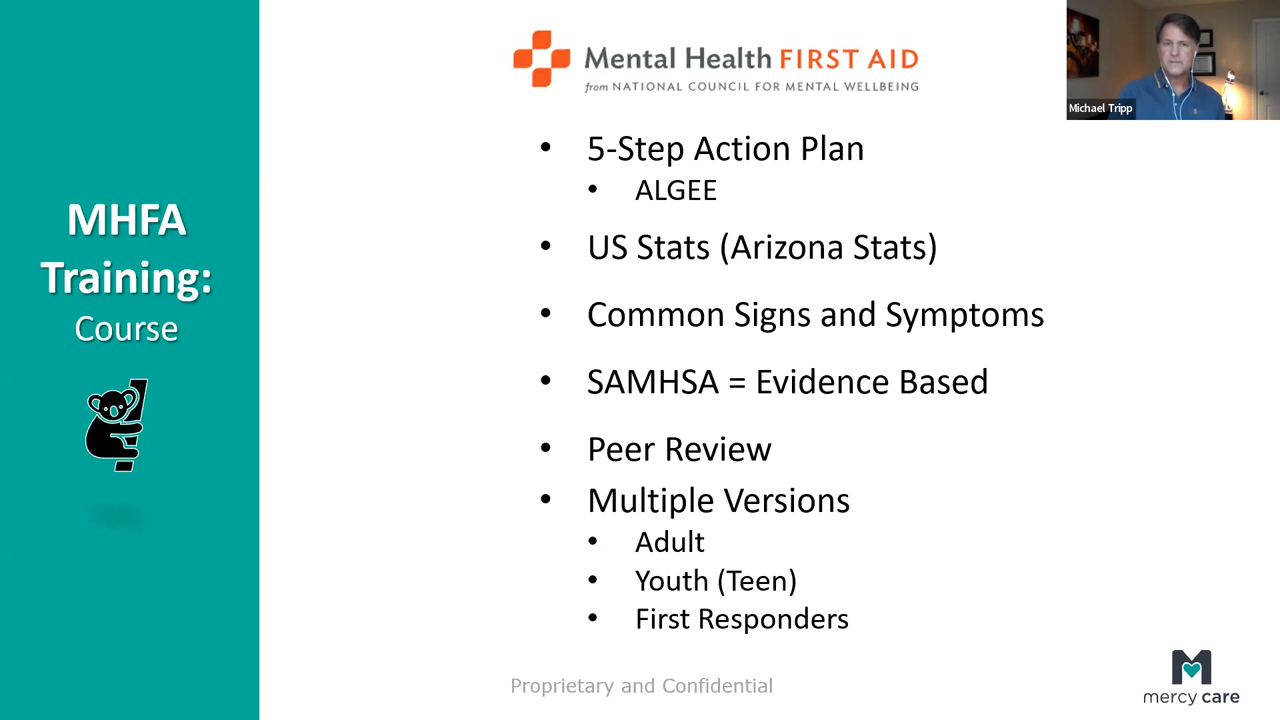 Mental Health FIRST AID
from NATIONAL COUNCIL FOR MENTAL WELLBEING
Michael Tripp
MHFA
Training:
Course
• 5-Step Action Plan
• ALGEE
• US Stats (Arizona Stats)
• Common Signs and Symptoms
• SAMHSA = Evidence Based
• Peer Review
• Multiple Versions
• Adult
• Youth (Teen)
• First Responders
Proprietary and Confidential
mercy care